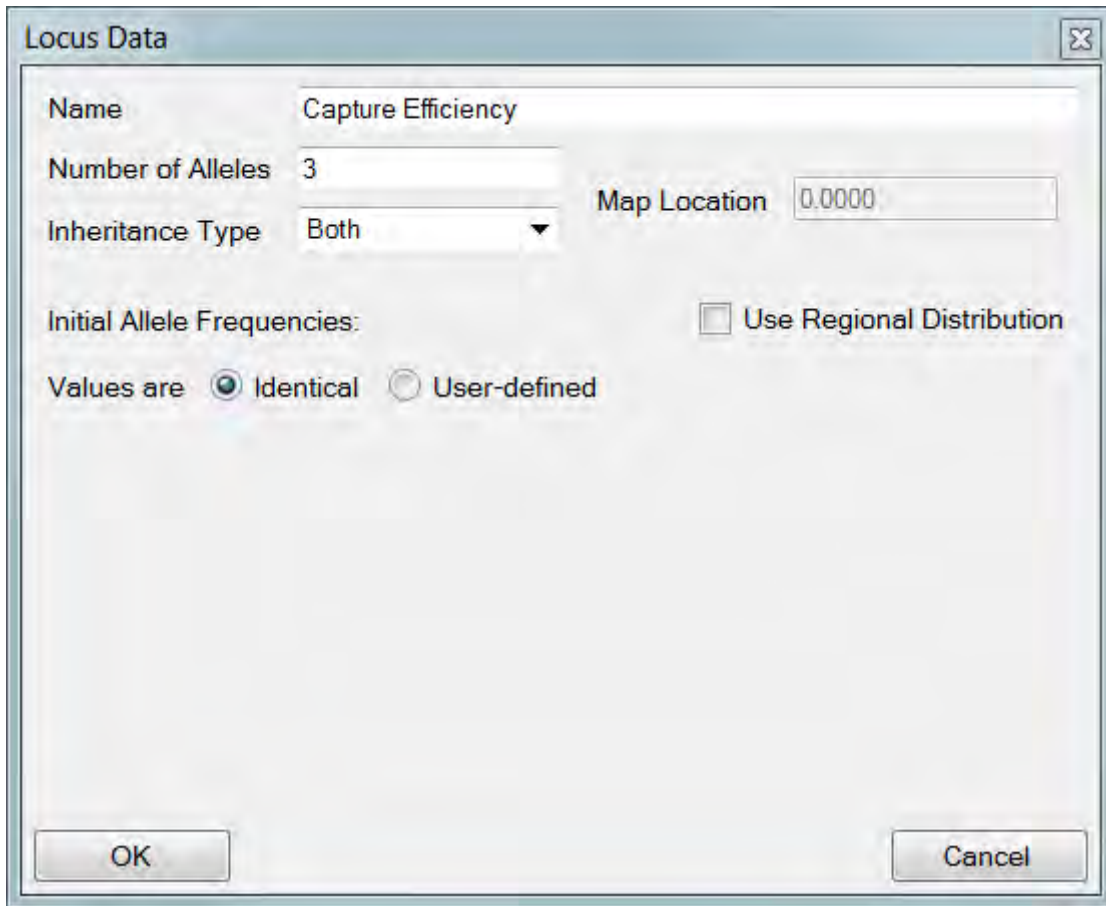 Locus Data
Name Capture Efficiency
Number of Alleles 3
Map Location 0.0000
Inheritance Type Both
Initial Allele Frequencies:
Use Regional Distribution
Values are Identical User-defined
OK Cancel